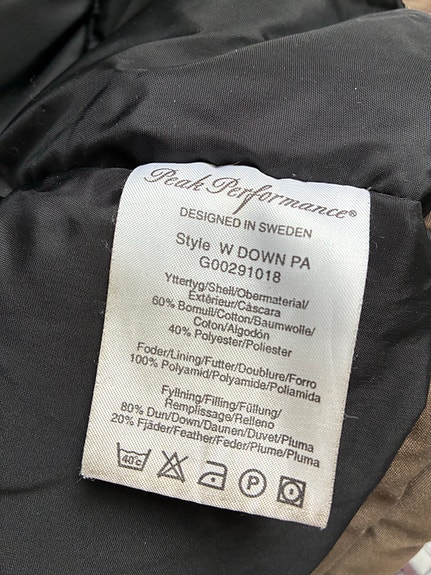 Peak Performance®
DESIGNED IN SWEDEN
Style W DOWN PA
G00291018
Yttertyg/Shell/Obermaterial/
Extérieur/Cáscara
60% Bomull/Cotton/Baumwolle/
Coton/Algodón
40% Polyester/Poliester
Foder/Lining/Futter/Doublure/Forro
100% Polyamid/Polyamide/Poliamida
Fyllning/Filling/Füllung/
Remplissage/Relleno
80% Dun/Down/Daunen/Duvet/Pluma
20% Fjäder/Feather/Feder/Plume/Pluma
40°c P